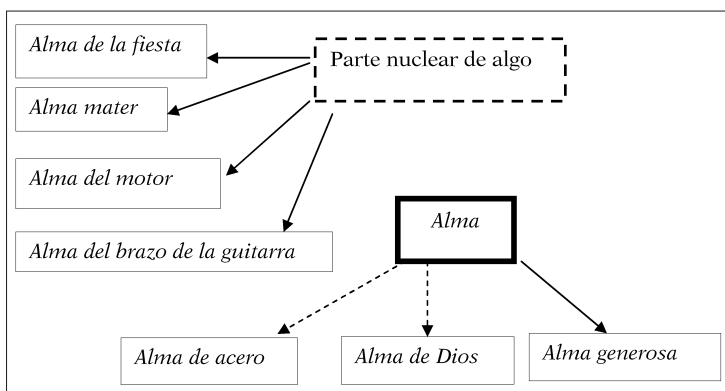 Alma de la fiesta
Parte nuclear de algo
Alma mater
Alma del motor
Alma
Alma del brazo de la guitarra
Alma de acero
Alma de Dios
Alma generosa